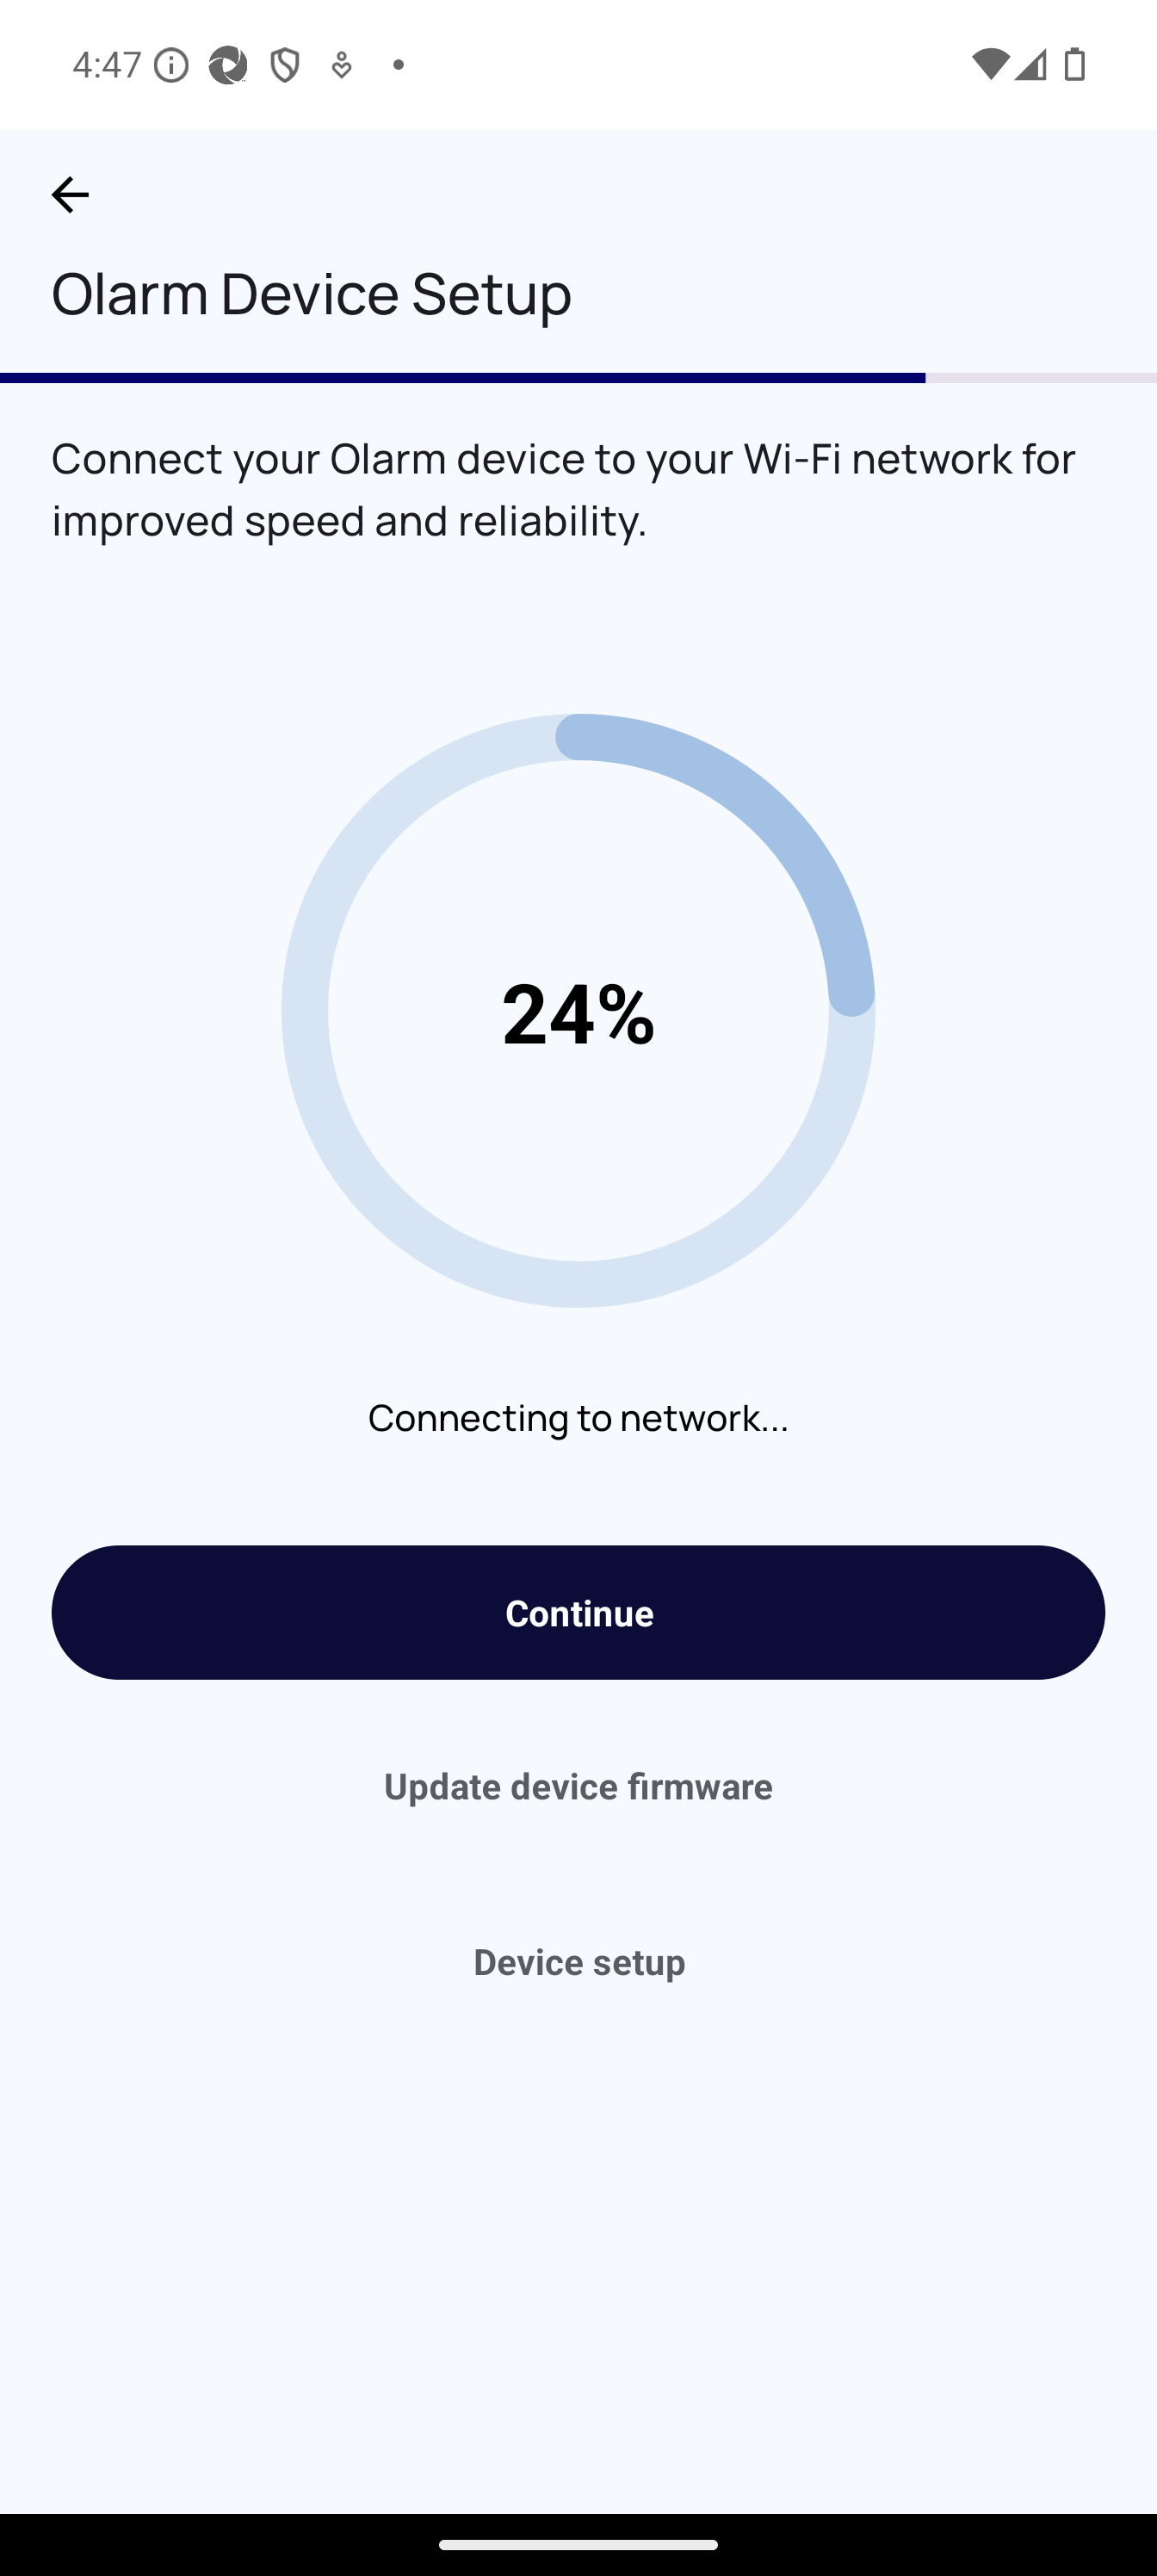 4:47
Olarm Device Setup
Connect your Olarm device to your Wi-Fi network for
improved speed and reliability.
24%
Connecting to network...
Continue
Update device firmware
Device setup